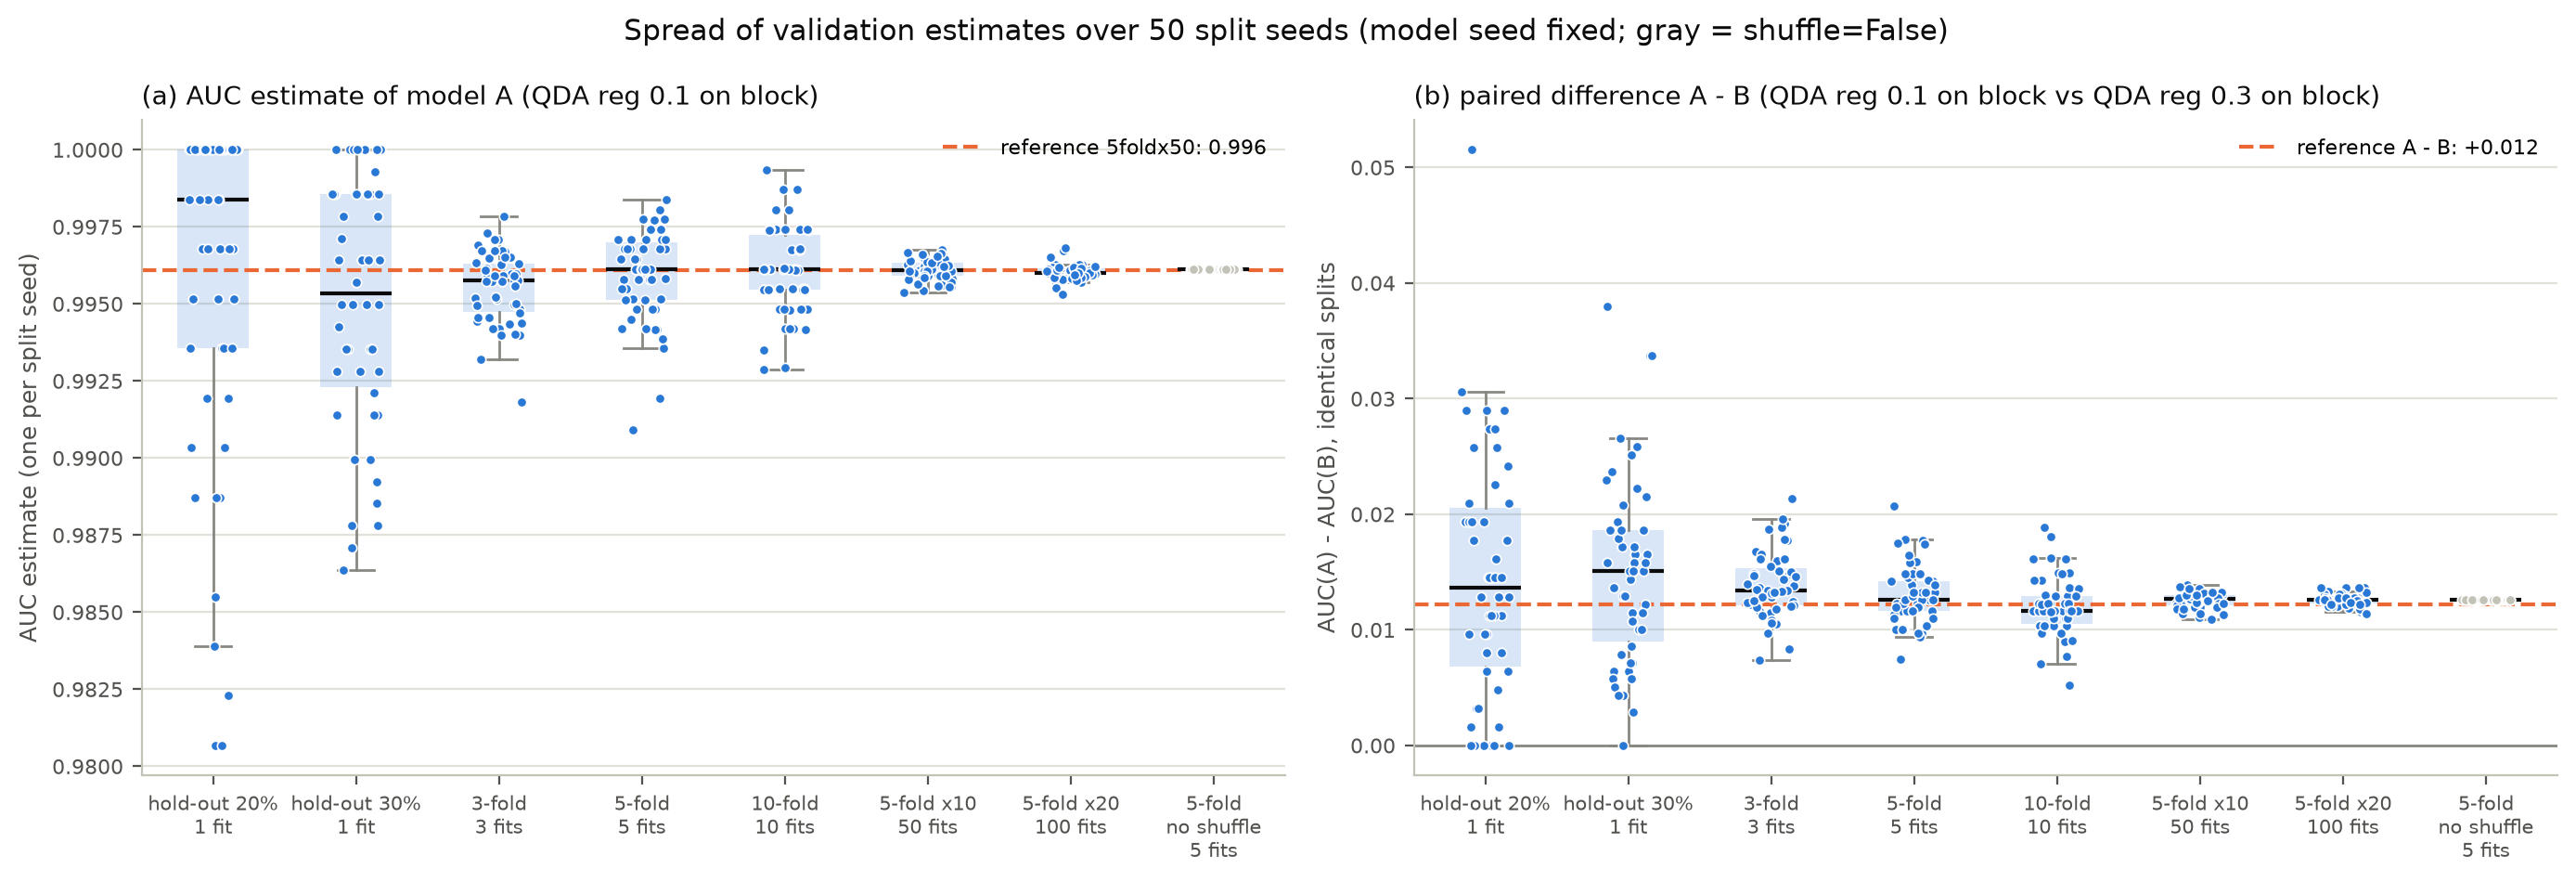 Spread of validation estimates over 50 split seeds (model seed fixed; gray = shuffle=False)
(a) AUC estimate of model A (QDA reg 0.1 on block)
reference 5foldx50: 0.996
AUC estimate (one per split seed)
1.0000
0.9975
0.9950
0.9925
0.9900
0.9875
0.9850
0.9825
0.9800
hold-out 20%
1 fit
hold-out 30%
1 fit
3-fold
3 fits
5-fold
5 fits
10-fold
10 fits
5-fold x10
50 fits
5-fold x20
100 fits
5-fold
no shuffle
5 fits
(b) paired difference A - B (QDA reg 0.1 on block vs QDA reg 0.3 on block)
reference A - B: +0.012
AUC(A) - AUC(B), identical splits
0.05
0.04
0.03
0.02
0.01
0.00
hold-out 20%
1 fit
hold-out 30%
1 fit
3-fold
3 fits
5-fold
5 fits
10-fold
10 fits
5-fold x10
50 fits
5-fold x20
100 fits
5-fold
no shuffle
5 fits